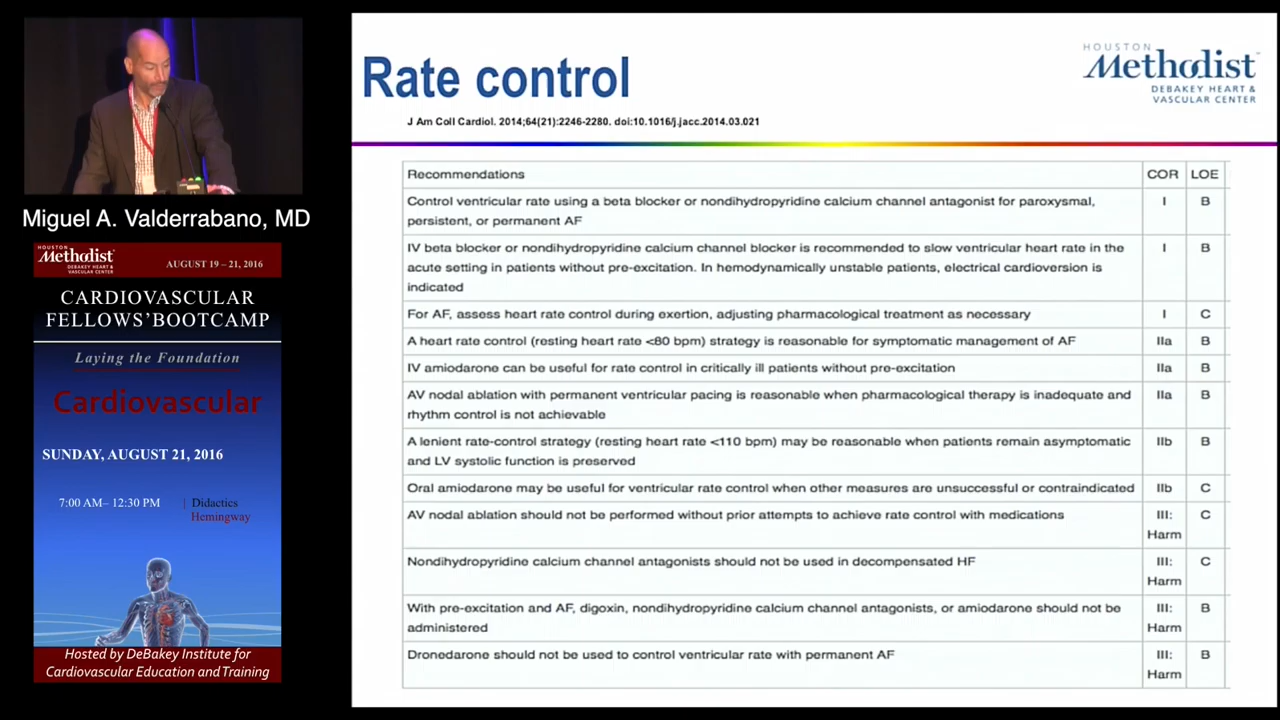 Miguel A. Valderrabano, MD
HOUSTON
Methodist
DEBAKEY HEART &
VASCULAR CENTER
AUGUST 19 – 21, 2016
CARDIOVASCULAR
FELLOWS'BOOTCAMP
Laying the Foundation
Cardiovascular
SUNDAY, AUGUST 21, 2016
7:00 AM– 12:30 PM | Didactics
Hemingway
Hosted by DeBakey Institute for
Cardiovascular Education and Training
Rate control
HOUSTON
Methodist
DEBAKEY HEART &
VASCULAR CENTER
J Am Coll Cardiol. 2014;64(21):2246-2280. doi:10.1016/j.jacc.2014.03.021
Recommendations COR LOE
Control ventricular rate using a beta blocker or nondihydropyridine calcium channel antagonist for paroxysmal, I B
persistent, or permanent AF
IV beta blocker or nondihydropyridine calcium channel blocker is recommended to slow ventricular heart rate in the I B
acute setting in patients without pre-excitation. In hemodynamically unstable patients, electrical cardioversion is
indicated
For AF, assess heart rate control during exertion, adjusting pharmacological treatment as necessary I C
A heart rate control (resting heart rate <80 bpm) strategy is reasonable for symptomatic management of AF IIa B
IV amiodarone can be useful for rate control in critically ill patients without pre-excitation IIa B
AV nodal ablation with permanent ventricular pacing is reasonable when pharmacological therapy is inadequate and IIa B
rhythm control is not achievable
A lenient rate-control strategy (resting heart rate <110 bpm) may be reasonable when patients remain asymptomatic IIb B
and LV systolic function is preserved
Oral amiodarone may be useful for ventricular rate control when other measures are unsuccessful or contraindicated IIb C
AV nodal ablation should not be performed without prior attempts to achieve rate control with medications III: C
Harm
Nondihydropyridine calcium channel antagonists should not be used in decompensated HF III: C
Harm
With pre-excitation and AF, digoxin, nondihydropyridine calcium channel antagonists, or amiodarone should not be III: B
administered Harm
Dronedarone should not be used to control ventricular rate with permanent AF III: B
Harm